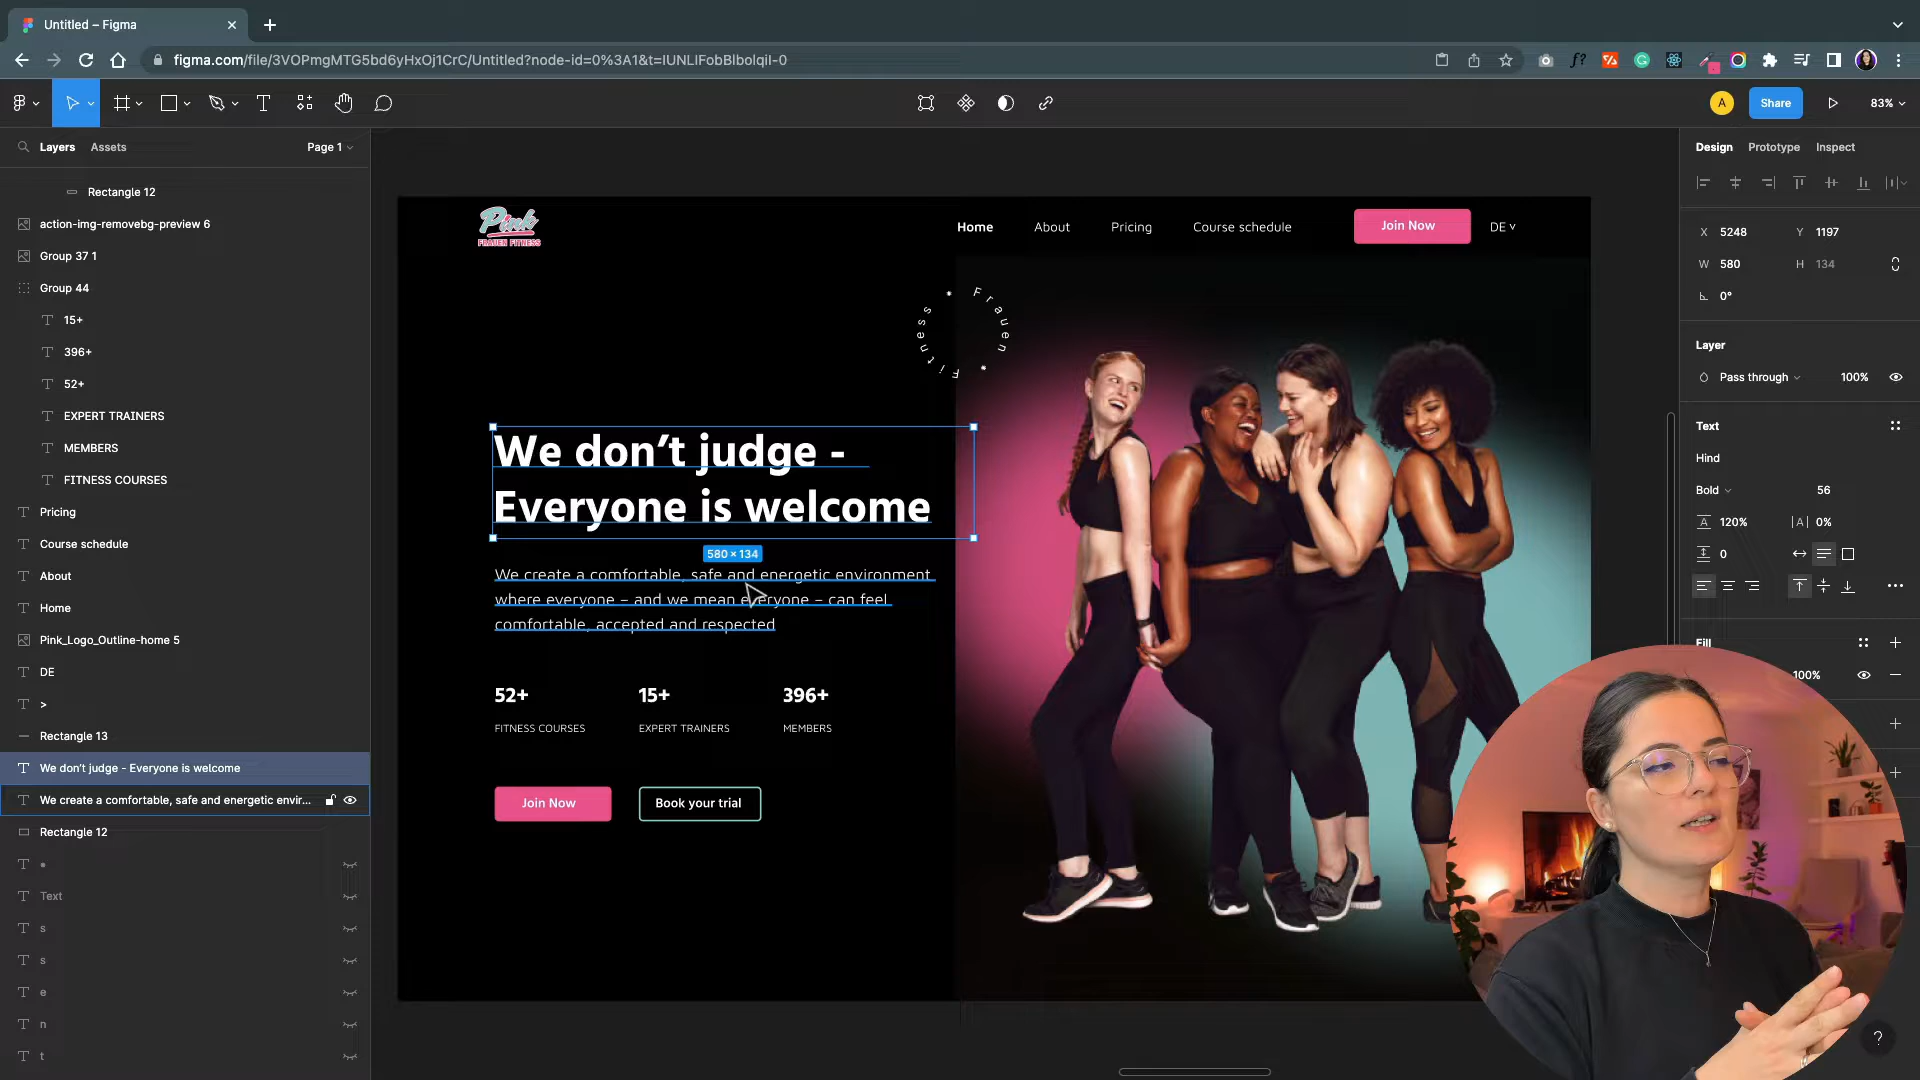 Untitled – Figma
figma.com/file/3VOPmgMTG5bd6yHxOj1CrC/Untitled?node-id=0%3A1&t=IUNLIFobBlbolqiI-0
A
Share
83%
Layers Assets Page 1
Rectangle 12
action-img-removebg-preview 6
Group 37 1
Group 44
15+
396+
52+
EXPERT TRAINERS
MEMBERS
FITNESS COURSES
Pricing
Course schedule
About
Home
Pink_Logo_Outline-home 5
DE
>
Rectangle 13
We don’t judge - Everyone is welcome
We create a comfortable, safe and energetic envir...
Rectangle 12
•
Text
s
s
e
n
t
Pink
FRAUEN FITNESS
Home About Pricing Course schedule Join Now DE
Frauen * Fitness *
We don’t judge -
Everyone is welcome
580 × 134
We create a comfortable, safe and energetic environment
where everyone – and we mean everyone – can feel
comfortable, accepted and respected
52+ 15+ 396+
FITNESS COURSES EXPERT TRAINERS MEMBERS
Join Now Book your trial
Design Prototype Inspect
X 5248 Y 1197
W 580 H 134
0°
Layer
Pass through 100%
Text
Hind
Bold 56
120% |A| 0%
0
Fill
100%
?